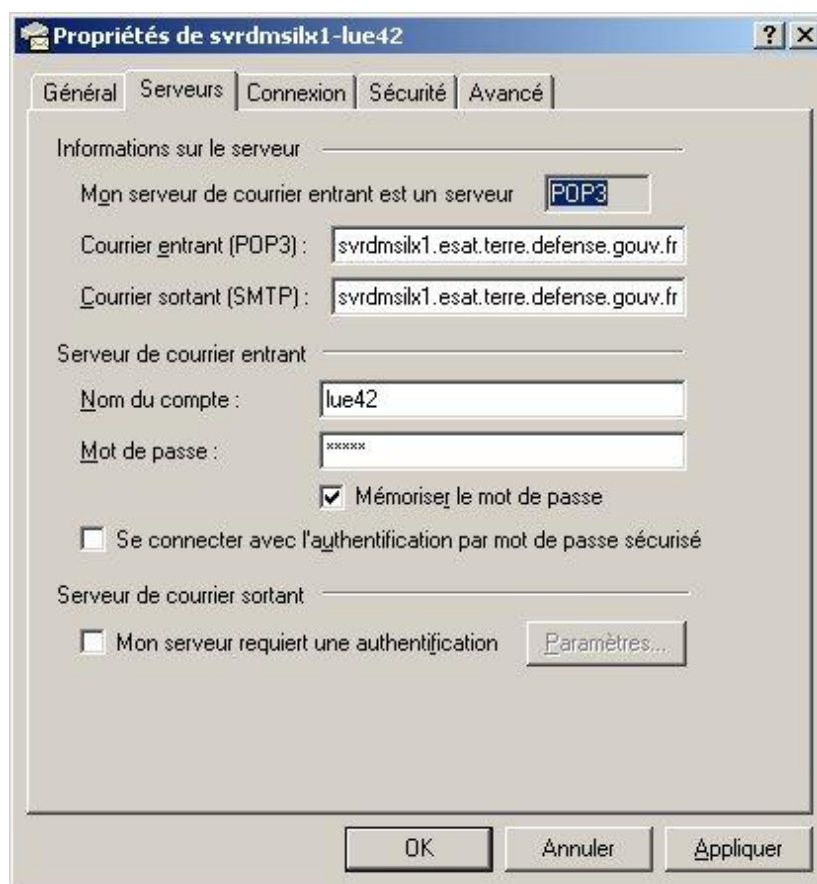 Propriétés de svrdmsilx1-lue42
Général Serveurs Connexion Sécurité Avancé
Informations sur le serveur
Mon serveur de courrier entrant est un serveur POP3
Courrier entrant (POP3) : svrdmsilx1.esat.terre.defense.gouv.fr
Courrier sortant (SMTP) : svrdmsilx1.esat.terre.defense.gouv.fr
Serveur de courrier entrant
Nom du compte : lue42
Mot de passe : *****
Mémoriser le mot de passe
Se connecter avec l'authentification par mot de passe sécurisé
Serveur de courrier sortant
Mon serveur requiert une authentification Paramètres...
OK Annuler Appliquer